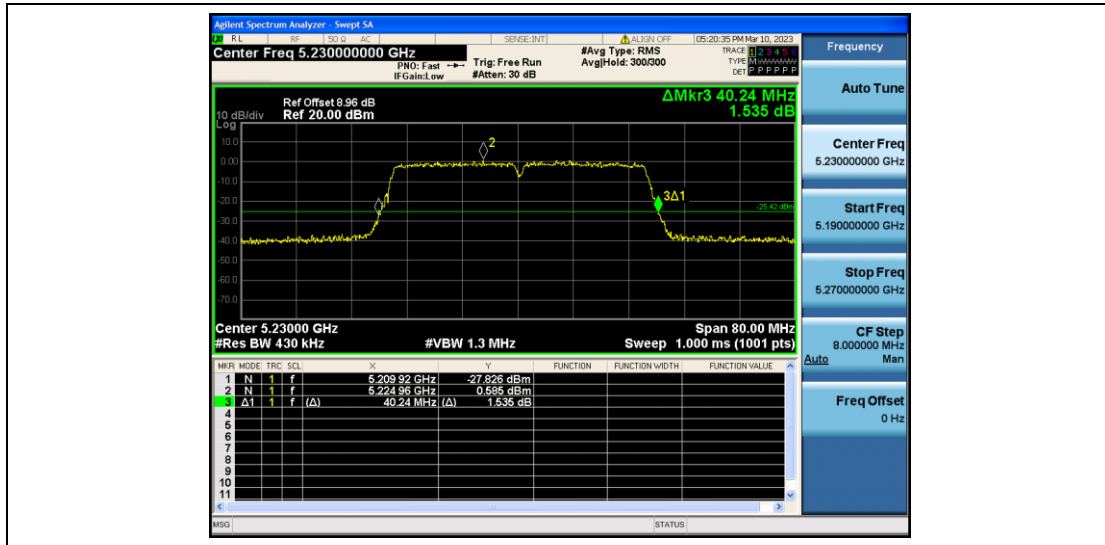 Agilent Spectrum Analyzer - Swept SA
RL RF 50 Ω AC SENSE:INT ALIGN OFF 05:20:35 PM Mar 10, 2023
Center Freq 5.230000000 GHz
PNO: Fast
IFGain:Low
Trig: Free Run
#Atten: 30 dB
#Avg Type: RMS
Avg|Hold: 300/300
TRACE 1 2 3 4 5 6
TYPE M
DET P P P P P P
Ref Offset 8.96 dB
10 dB/div Ref 20.00 dBm
Log
ΔMkr3 40.24 MHz
1.535 dB
10.0
0.00
-10.0
-20.0
-30.0
-40.0
-50.0
-60.0
-70.0
2
1
3Δ1
-25.42 dBm
Center 5.23000 GHz Span 80.00 MHz
#Res BW 430 kHz #VBW 1.3 MHz Sweep 1.000 ms (1001 pts)
MKR MODE TRC SCL X Y FUNCTION FUNCTION WIDTH FUNCTION VALUE
1 N 1 f 5.209 92 GHz -27.826 dBm
2 N 1 f 5.224 96 GHz 0.585 dBm
3 Δ1 1 f (Δ) 40.24 MHz (Δ) 1.535 dB
4
5
6
7
8
9
10
11
MSG STATUS
Frequency
Auto Tune
Center Freq
5.230000000 GHz
Start Freq
5.190000000 GHz
Stop Freq
5.270000000 GHz
CF Step
8.000000 MHz
Auto Man
Freq Offset
0 Hz